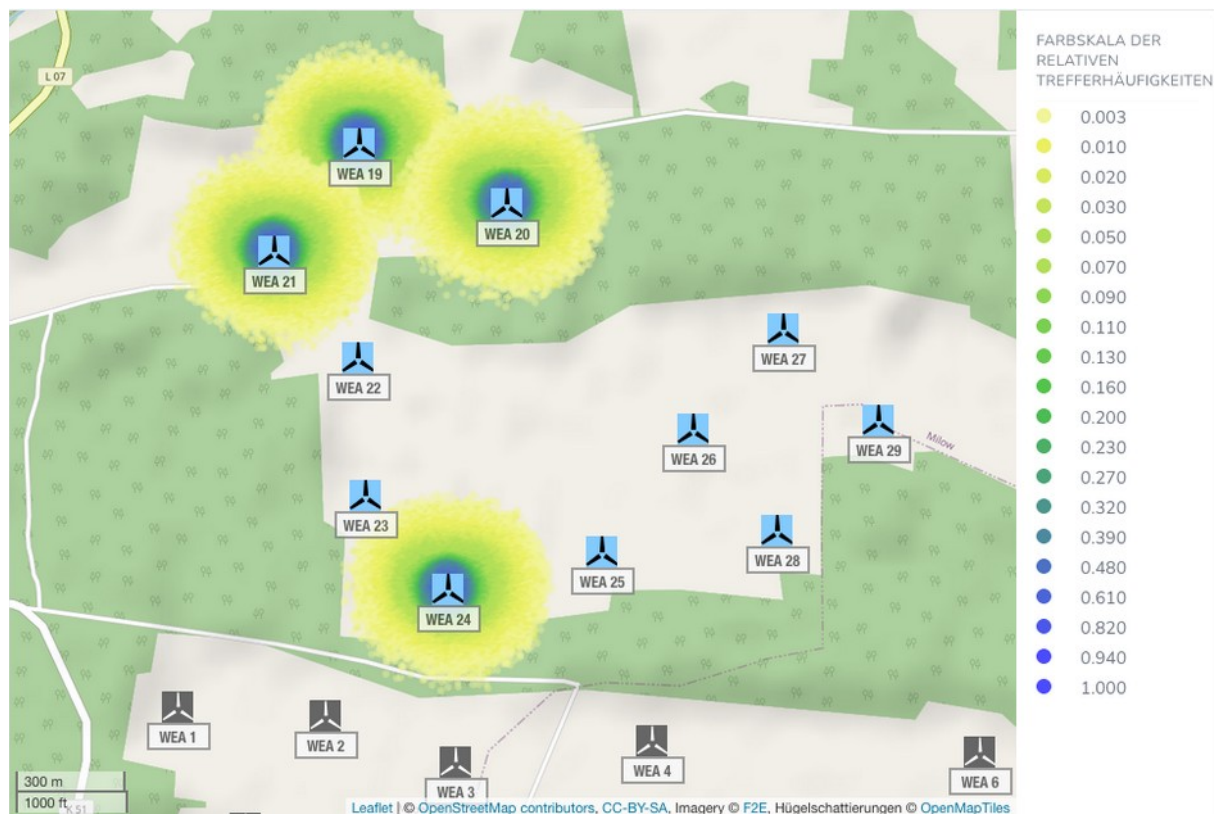 L 07
WEA 19
WEA 20
WEA 21
WEA 22
WEA 27
WEA 26
Milow
WEA 29
WEA 23
WEA 25
WEA 28
WEA 24
WEA 1
WEA 2
WEA 3
WEA 4
WEA 6
300 m
1000 ft
K 51
Leaflet | © OpenStreetMap contributors, CC-BY-SA, Imagery © F2E, Hügelschattierungen © OpenMapTiles
FARBSKALA DER
RELATIVEN
TREFFERHÄUFIGKEITEN
0.003
0.010
0.020
0.030
0.050
0.070
0.090
0.110
0.130
0.160
0.200
0.230
0.270
0.320
0.390
0.480
0.610
0.820
0.940
1.000